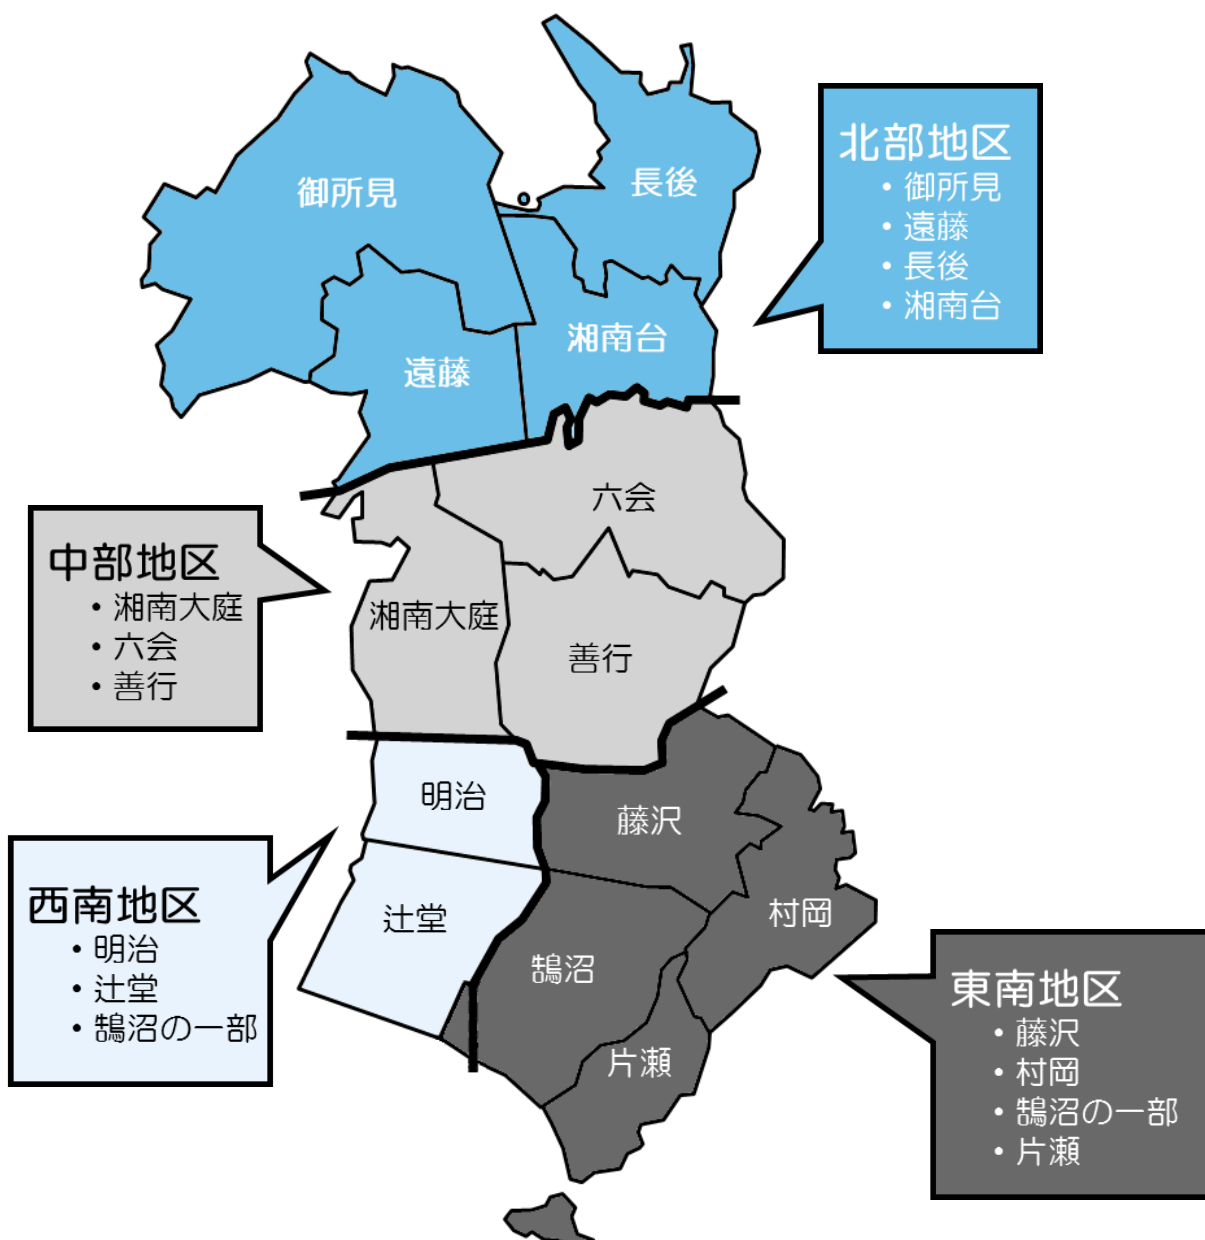 御所見
長後
湘南台
遠藤
北部地区
・御所見
・遠藤
・長後
・湘南台
六会
湘南大庭
善行
中部地区
・湘南大庭
・六会
・善行
明治
辻堂
西南地区
・明治
・辻堂
・鵠沼の一部
藤沢
村岡
鵠沼
片瀬
東南地区
・藤沢
・村岡
・鵠沼の一部
・片瀬